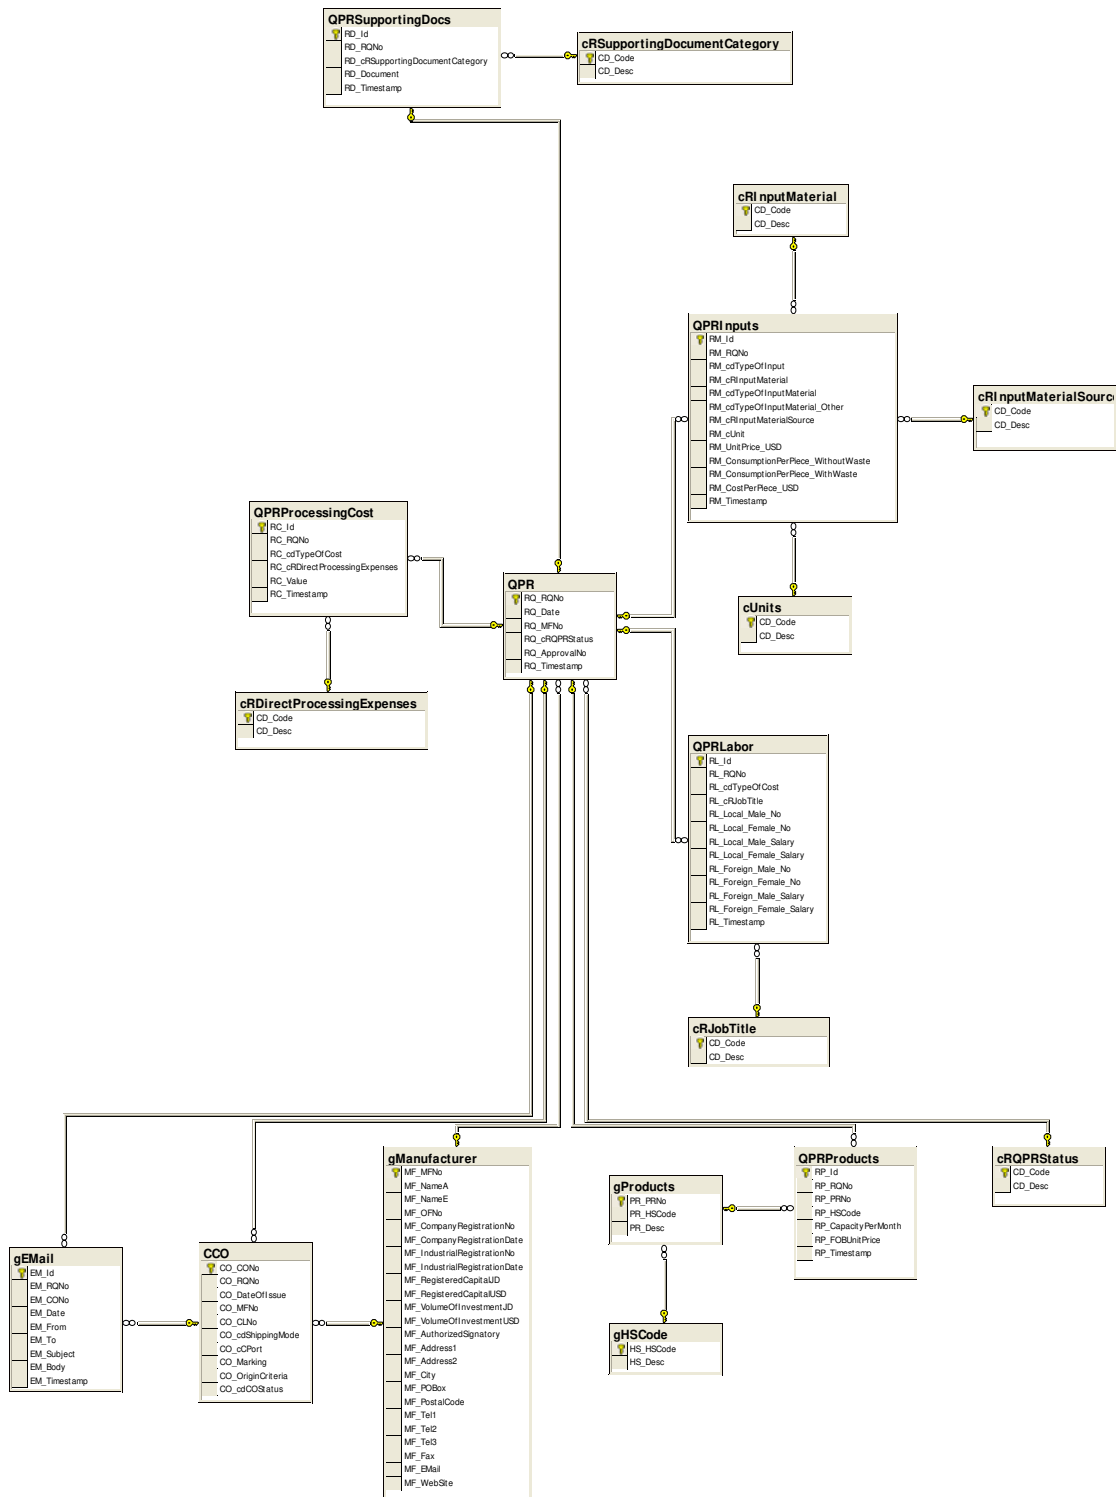 QPRSupportingDocs
RD_Id
RD_RQNo
RD_cRSupportingDocumentCategory
RD_Document
RD_Timestamp
cRSupportingDocumentCategory
CD_Code
CD_Desc
cRInputMaterial
CD_Code
CD_Desc
QPRInputs
RM_Id
RM_RQNo
RM_cdTypeOfInput
RM_cRInputMaterial
RM_cdTypeOfInputMaterial
RM_cdTypeOfInputMaterial_Other
RM_cRInputMaterialSource
RM_cUnit
RM_UnitPrice_USD
RM_ConsumptionPerPiece_WithoutWaste
RM_ConsumptionPerPiece_WithWaste
RM_CostPerPiece_USD
RM_Timestamp
cRInputMaterialSourc
CD_Code
CD_Desc
QPRProcessingCost
RC_Id
RC_RQNo
RC_cdTypeOfCost
RC_cRDirectProcessingExpenses
RC_Value
RC_Timestamp
QPR
RQ_RQNo
RQ_Date
RQ_MFNo
RQ_cRQPRStatus
RQ_ApprovalNo
RQ_Timestamp
cUnits
CD_Code
CD_Desc
cRDirectProcessingExpenses
CD_Code
CD_Desc
QPRLabor
RL_Id
RL_RQNo
RL_cdTypeOfCost
RL_cRJobTitle
RL_Local_Male_No
RL_Local_Female_No
RL_Local_Male_Salary
RL_Local_Female_Salary
RL_Foreign_Male_No
RL_Foreign_Female_No
RL_Foreign_Male_Salary
RL_Foreign_Female_Salary
RL_Timestamp
cRJobTitle
CD_Code
CD_Desc
gEMail
EM_Id
EM_RQNo
EM_CONo
EM_Date
EM_From
EM_To
EM_Subject
EM_Body
EM_Timestamp
CCO
CO_CONo
CO_RQNo
CO_DateOfIssue
CO_MFNo
CO_CLNo
CO_cdShippingMode
CO_cCPort
CO_Marking
CO_OriginCriteria
CO_cdCOStatus
gManufacturer
MF_MFNo
MF_NameA
MF_NameE
MF_OFNo
MF_CompanyRegistrationNo
MF_CompanyRegistrationDate
MF_IndustrialRegistrationNo
MF_IndustrialRegistrationDate
MF_RegisteredCapitalJD
MF_RegisteredCapitalUSD
MF_VolumeOfInvestmentJD
MF_VolumeOfInvestmentUSD
MF_AuthorizedSignatory
MF_Address1
MF_Address2
MF_City
MF_POBox
MF_PostalCode
MF_Tel1
MF_Tel2
MF_Tel3
MF_Fax
MF_EMail
MF_WebSite
gProducts
PR_PRNo
PR_HSCode
PR_Desc
gHSCode
HS_HSCode
HS_Desc
QPRProducts
RP_Id
RP_RQNo
RP_PRNo
RP_HSCode
RP_CapacityPerMonth
RP_FOBUnitPrice
RP_Timestamp
cRQPRStatus
CD_Code
CD_Desc